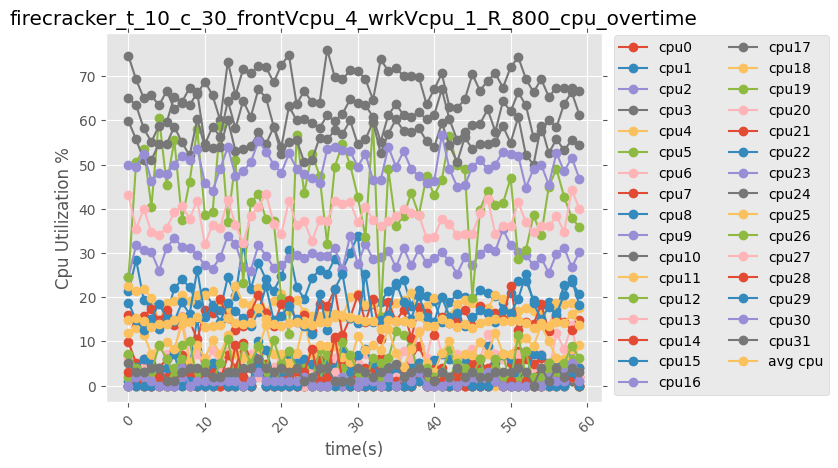 firecracker_t_10_c_30_frontVcpu_4_wrkVcpu_1_R_800_cpu_overtime
Cpu Utilization %
70
60
50
40
30
20
10
0
0
10
20
30
40
50
60
time(s)
cpu0
cpu1
cpu2
cpu3
cpu4
cpu5
cpu6
cpu7
cpu8
cpu9
cpu10
cpu11
cpu12
cpu13
cpu14
cpu15
cpu16
cpu17
cpu18
cpu19
cpu20
cpu21
cpu22
cpu23
cpu24
cpu25
cpu26
cpu27
cpu28
cpu29
cpu30
cpu31
avg cpu